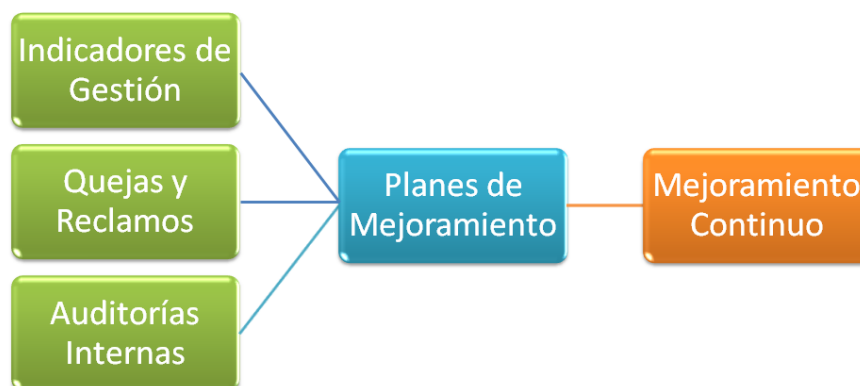 Indicadores de
Gestión
Quejas y
Reclamos
Auditorías
Internas
Planes de
Mejoramiento
Mejoramiento
Continuo